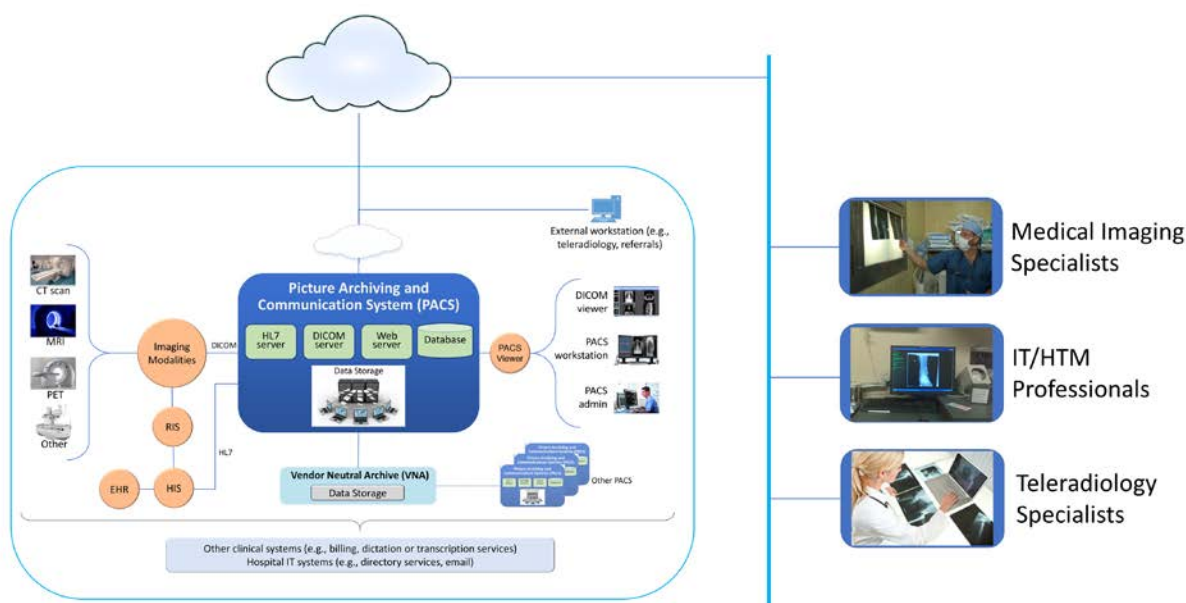 External workstation (e.g.,
teleradiology, referrals)
CT scan
MRI
PET
Other
Imaging
Modalities
DICOM
RIS
HL7
EHR
HIS
Picture Archiving and
Communication System (PACS)
HL7
server
DICOM
server
Web
server
Database
Data Storage
PACS
Viewer
DICOM
viewer
PACS
workstation
PACS
admin
Vendor Neutral Archive (VNA)
Data Storage
Other PACS
Other clinical systems (e.g., billing, dictation or transcription services)
Hospital IT systems (e.g., directory services, email)
Medical Imaging
Specialists
IT/HTM
Professionals
Teleradiology
Specialists